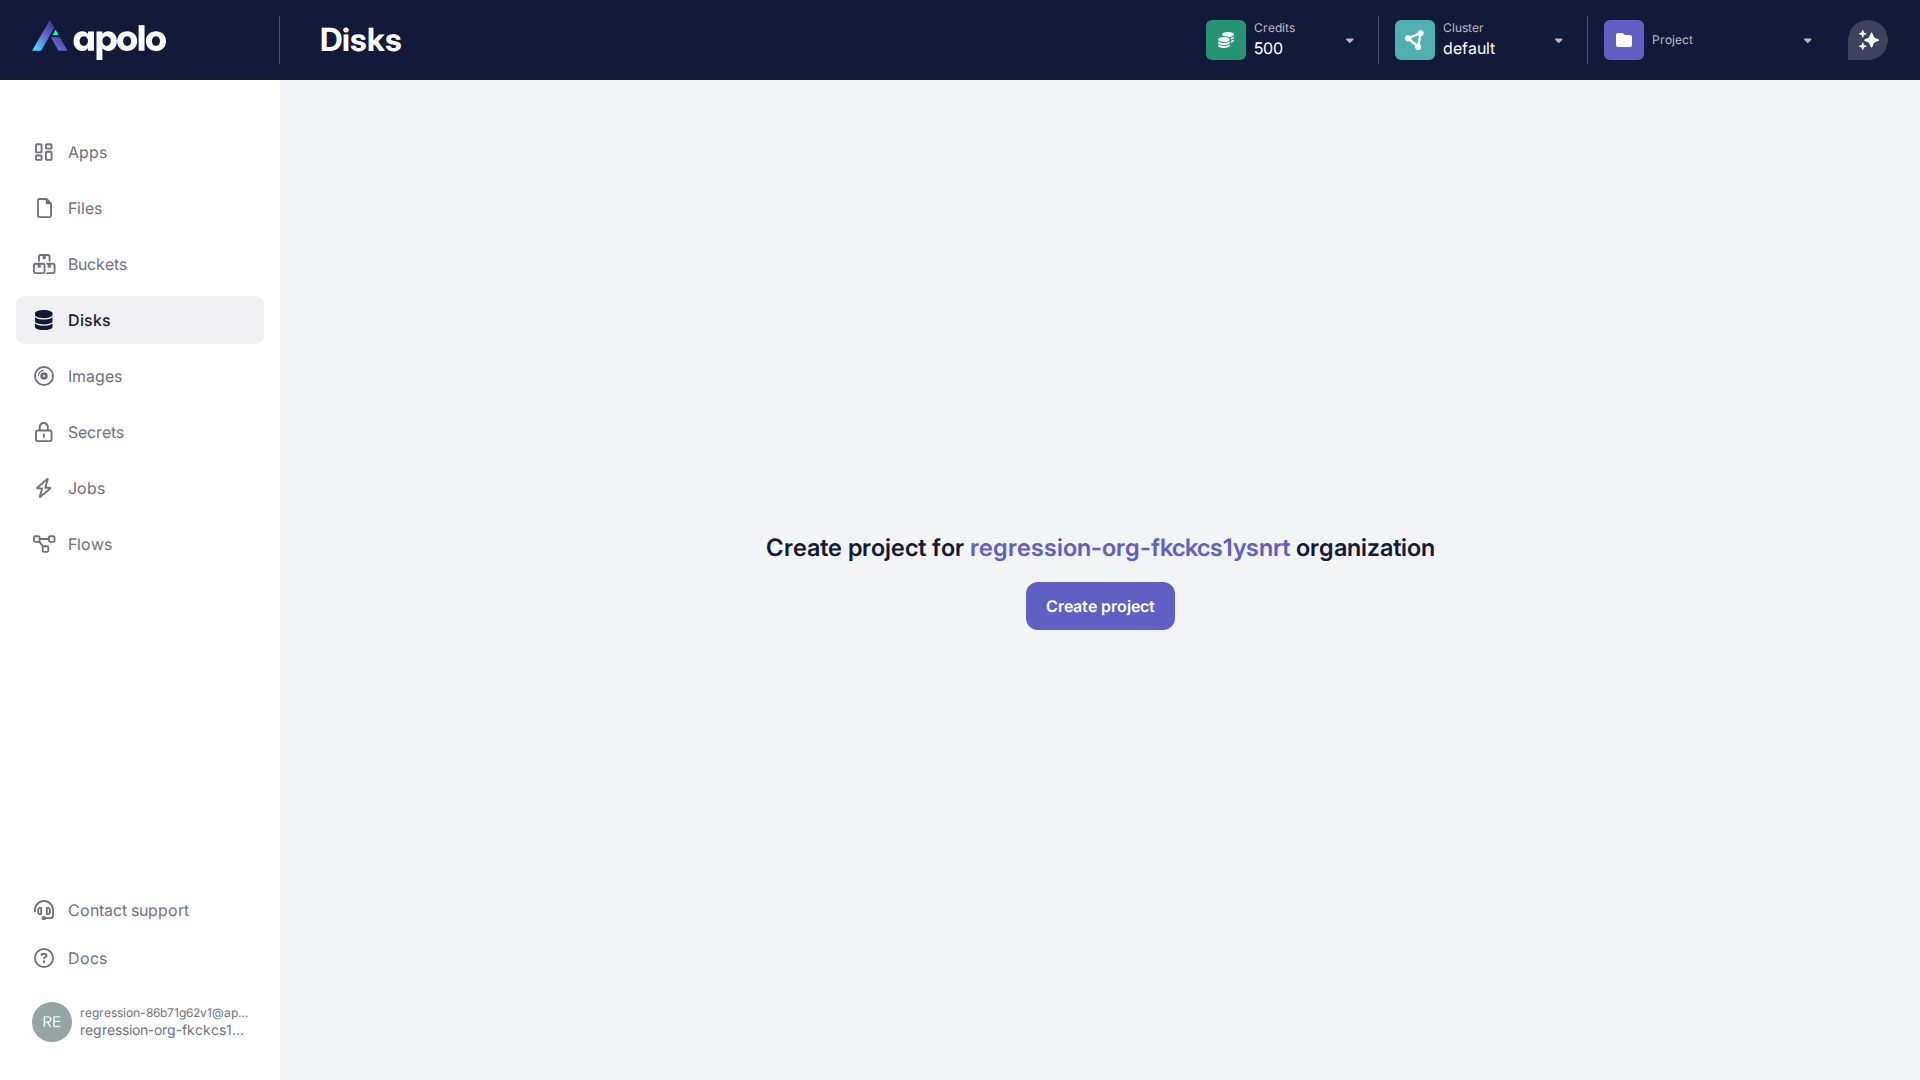 apolo
Disks
Credits
500
Cluster
default
Project
Apps
Files
Buckets
Disks
Images
Secrets
Jobs
Flows
Create project for regression-org-fkckcs1ysnrt organization
Create project
Contact support
Docs
RE
regression-86b71g62v1@ap...
regression-org-fkckcs1...